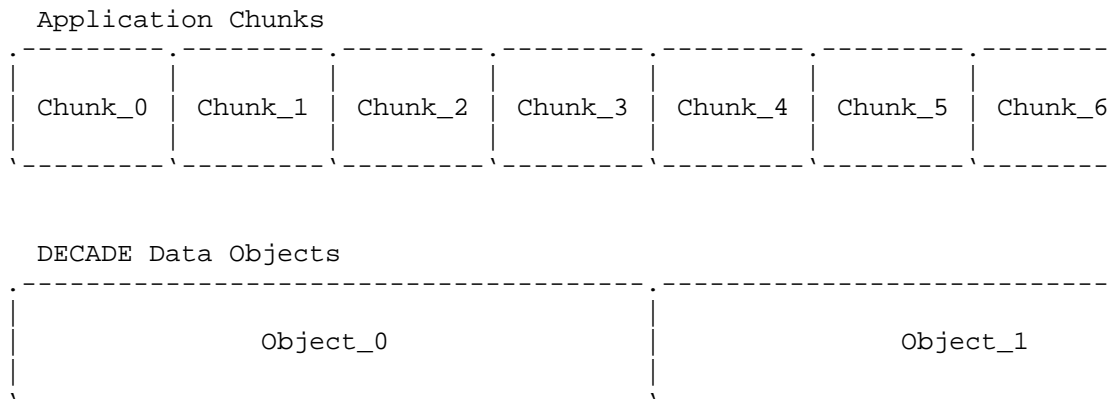 Application Chunks
Chunk_0 Chunk_1 Chunk_2 Chunk_3 Chunk_4 Chunk_5 Chunk_6
DECADE Data Objects
Object_0 Object_1